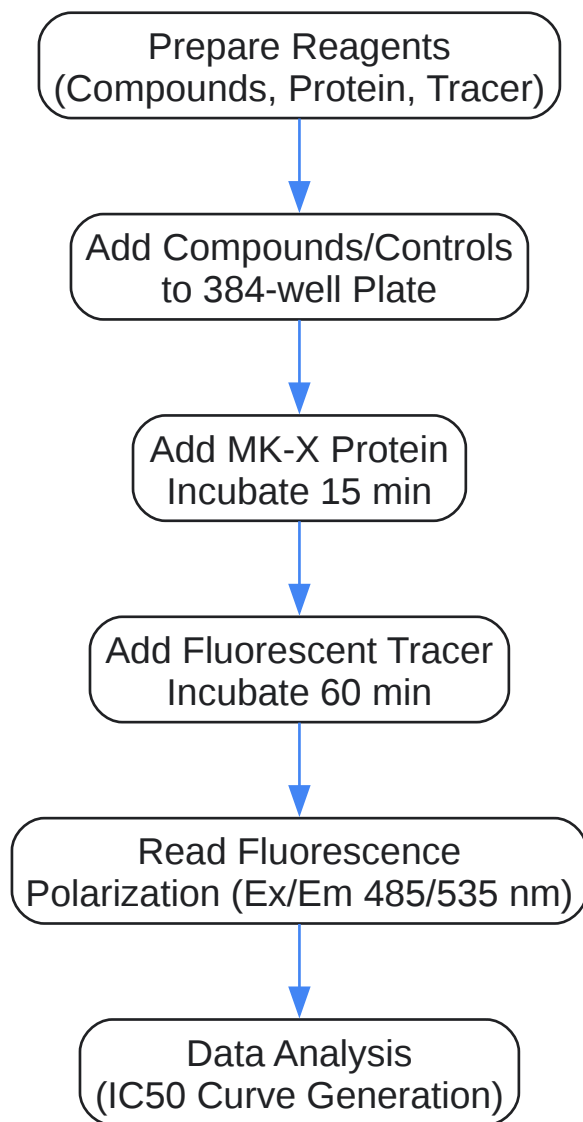 Prepare Reagents
(Compounds, Protein, Tracer)
Add Compounds/Controls
to 384-well Plate
Add MK-X Protein
Incubate 15 min
Add Fluorescent Tracer
Incubate 60 min
Read Fluorescence
Polarization (Ex/Em 485/535 nm)
Data Analysis
(IC50 Curve Generation)